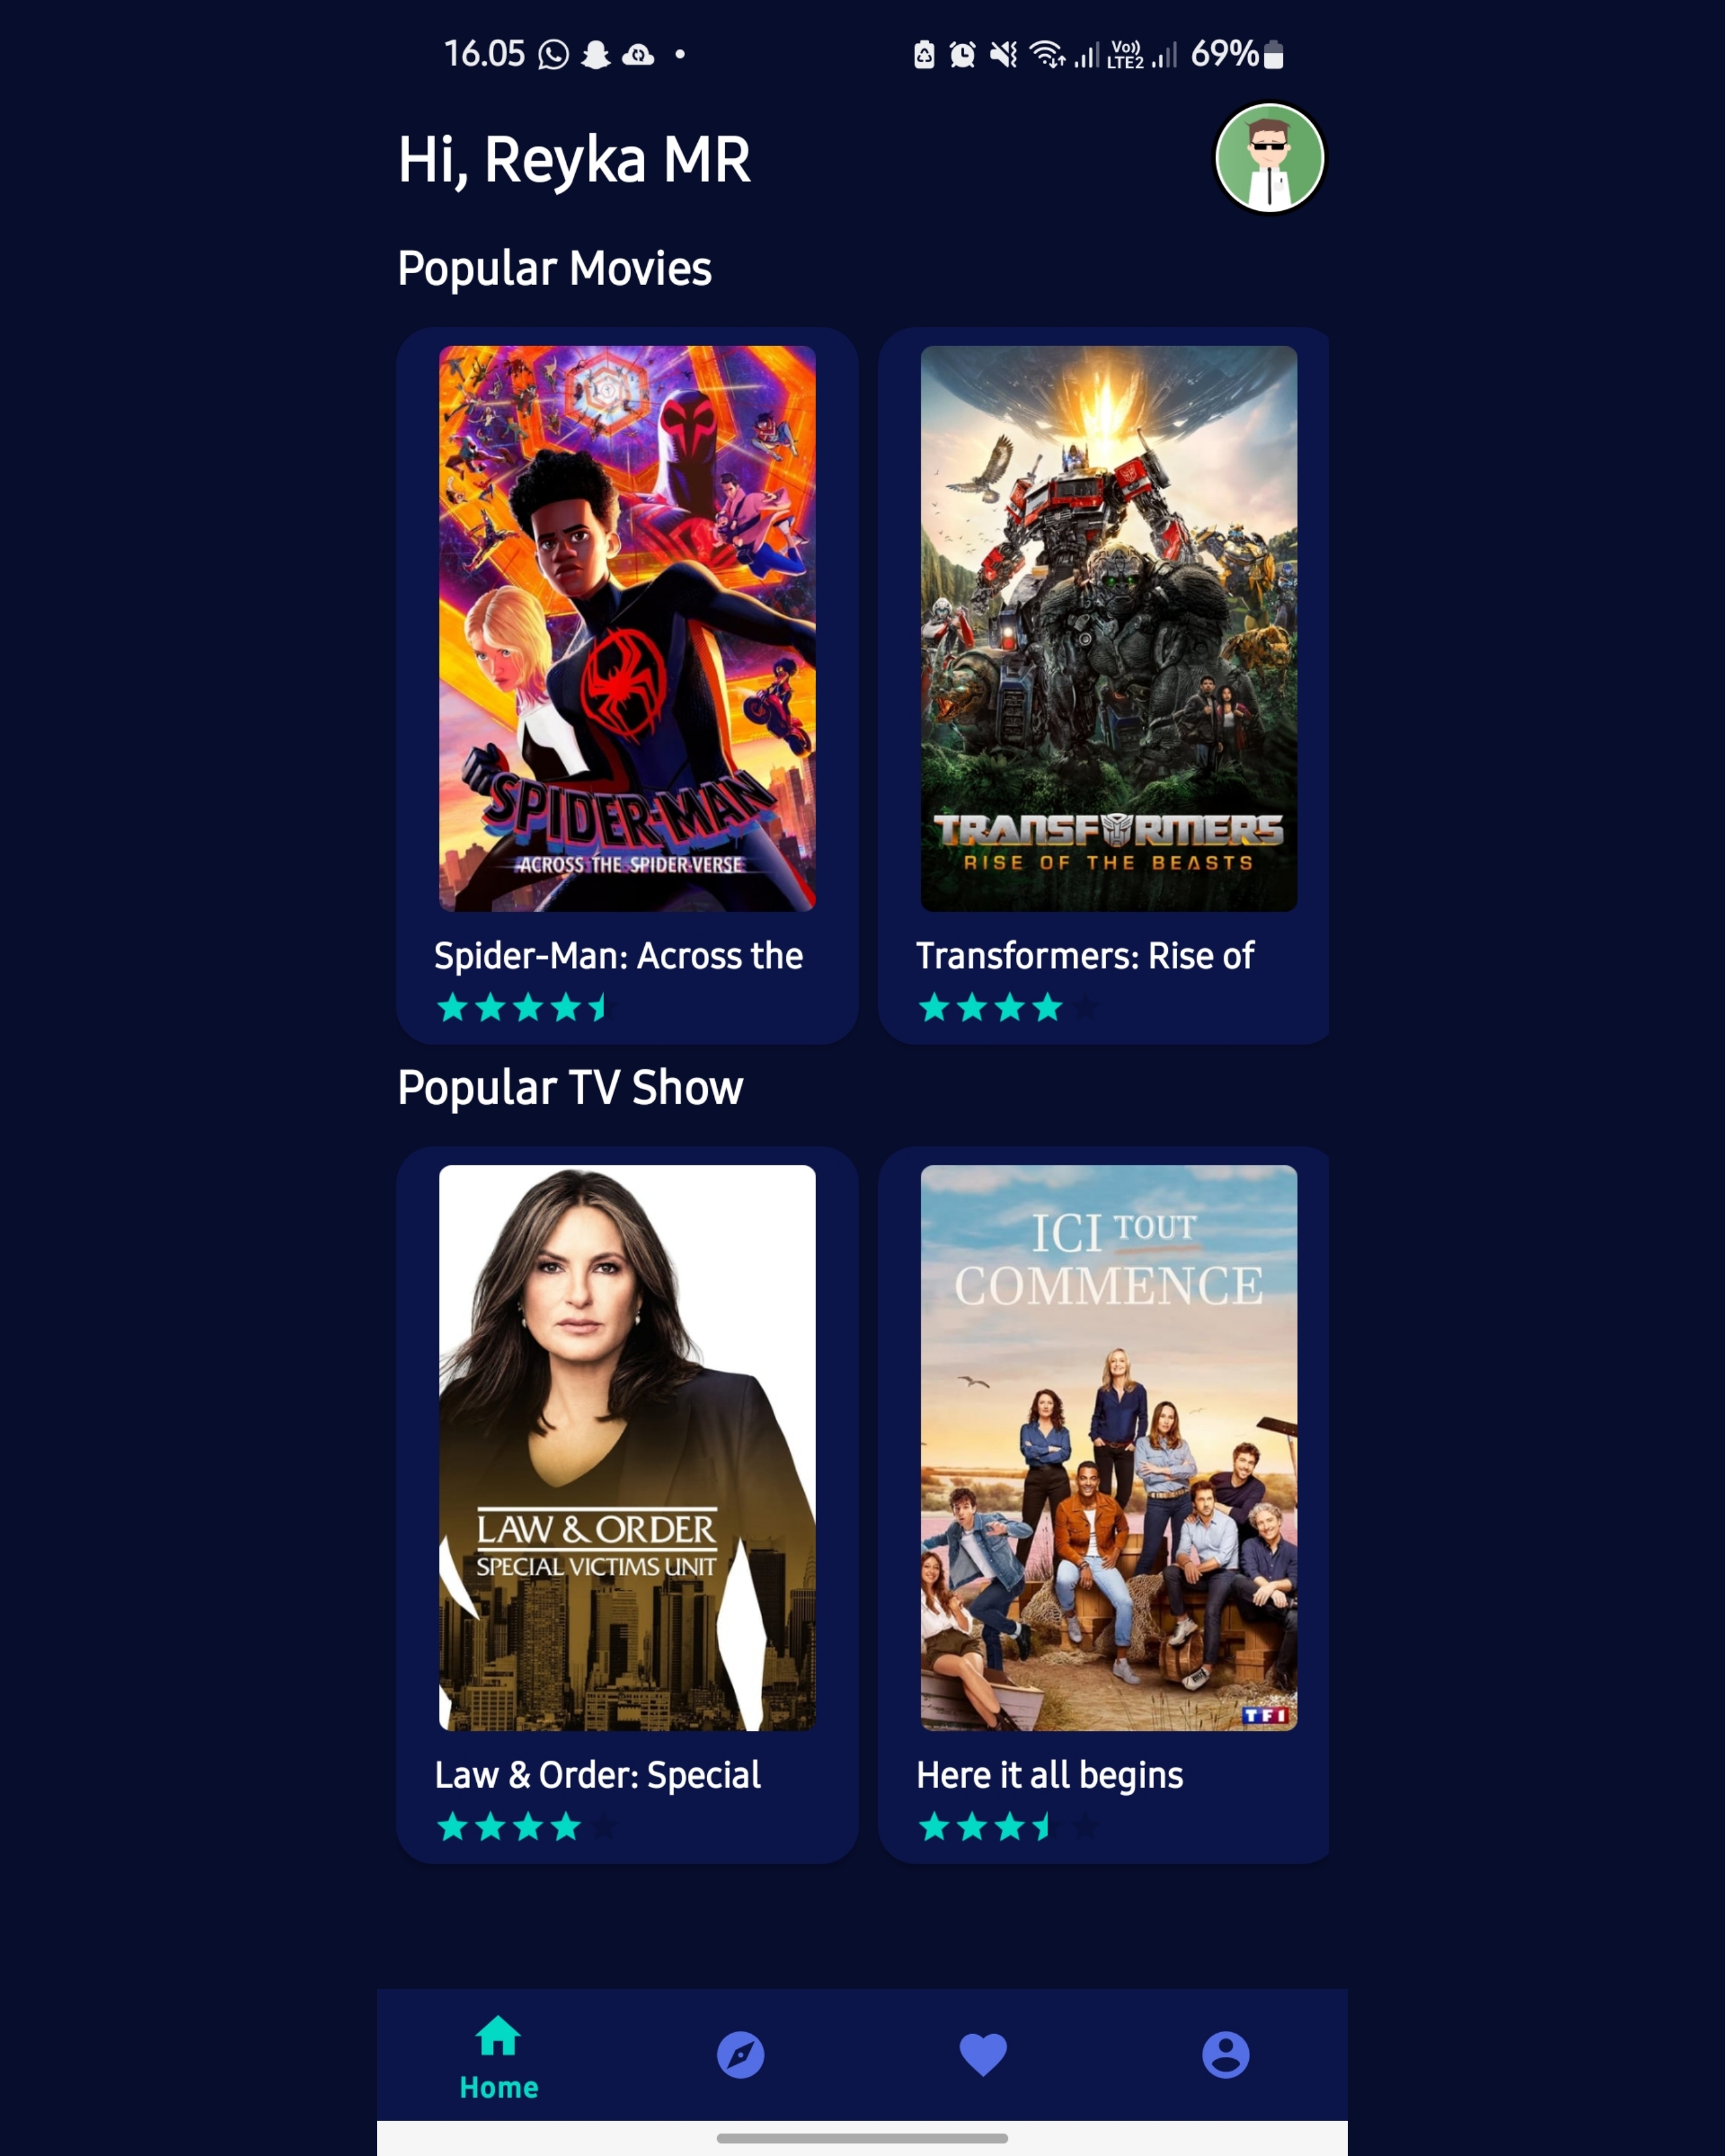 16.05
Vo))
LTE2
69%
Hi, Reyka MR
Popular Movies
SPIDER-MAN
ACROSS THE SPIDER-VERSE
TRANSFORMERS
RISE OF THE BEASTS
Spider-Man: Across the
Transformers: Rise of
Popular TV Show
LAW & ORDER
SPECIAL VICTIMS UNIT
ICI TOUT
COMMENCE
TF1
Law & Order: Special
Here it all begins
Home